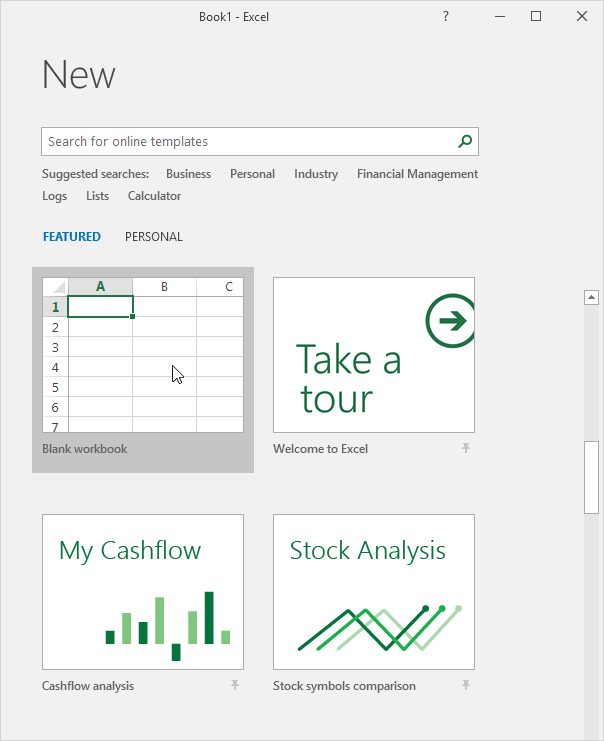 Book1 - Excel
?
New
Search for online templates
Suggested searches: Business Personal Industry Financial Management
Logs Lists Calculator
FEATURED PERSONAL
A B C
1
2
3
4
5
6
7
Blank workbook
Take a
tour
Welcome to Excel
My Cashflow
Cashflow analysis
Stock Analysis
Stock symbols comparison